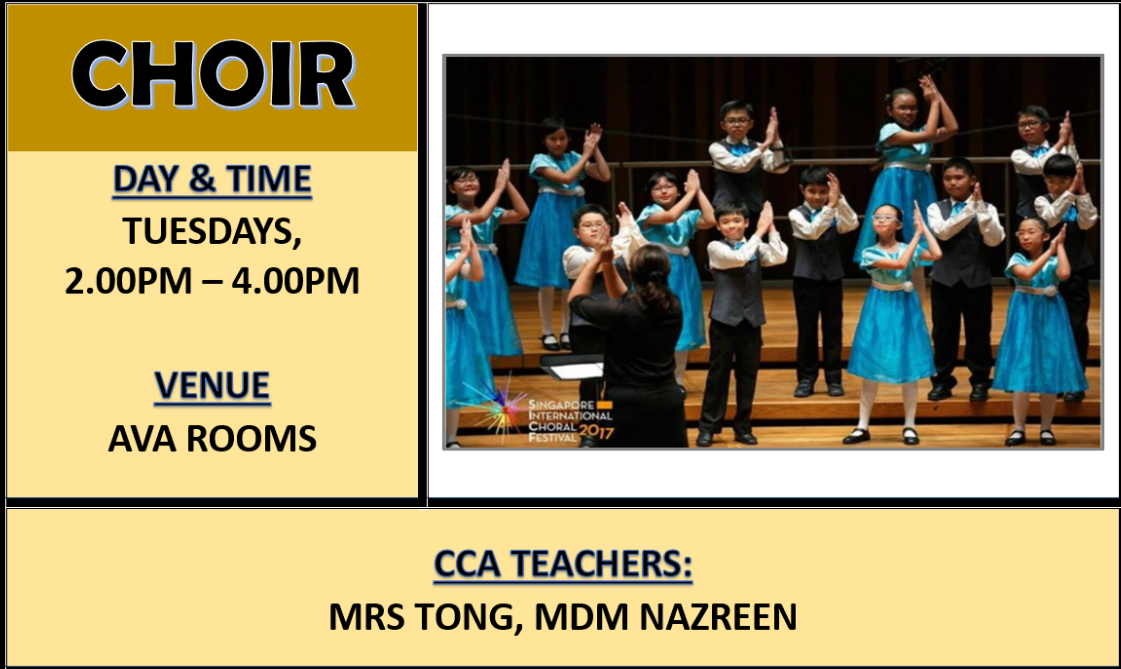 CHOIR
DAY & TIME
TUESDAYS,
2.00PM – 4.00PM
VENUE
AVA ROOMS
SINGAPORE
INTERNATIONAL
CHORAL
FESTIVAL 2017
CCA TEACHERS:
MRS TONG, MDM NAZREEN